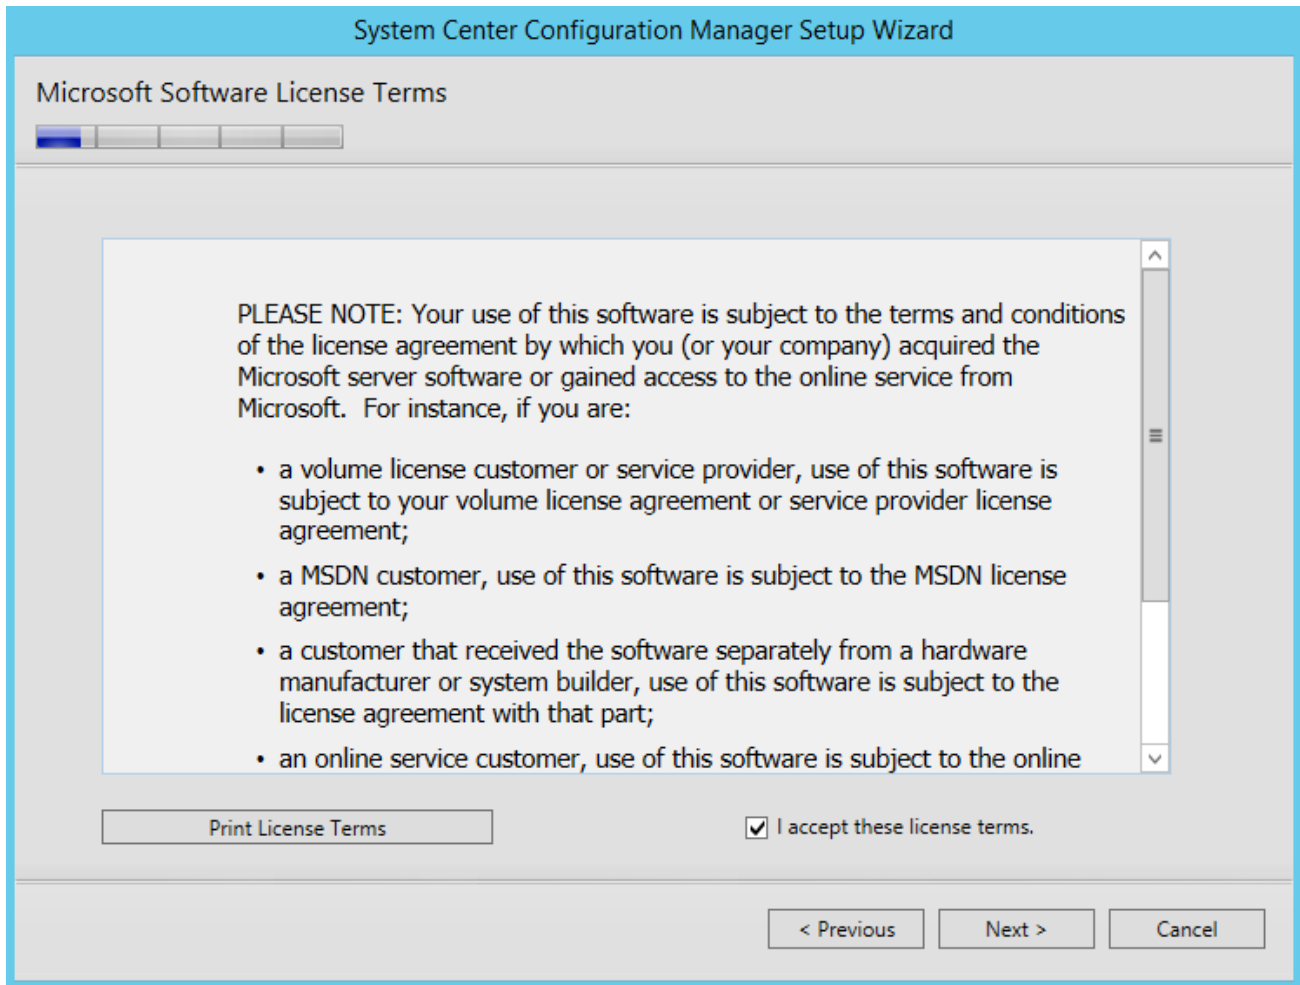 System Center Configuration Manager Setup Wizard
Microsoft Software License Terms
PLEASE NOTE: Your use of this software is subject to the terms and conditions
of the license agreement by which you (or your company) acquired the
Microsoft server software or gained access to the online service from
Microsoft.  For instance, if you are:
• a volume license customer or service provider, use of this software is
subject to your volume license agreement or service provider license
agreement;
• a MSDN customer, use of this software is subject to the MSDN license
agreement;
• a customer that received the software separately from a hardware
manufacturer or system builder, use of this software is subject to the
license agreement with that part;
• an online service customer, use of this software is subject to the online
Print License Terms
I accept these license terms.
< Previous
Next >
Cancel